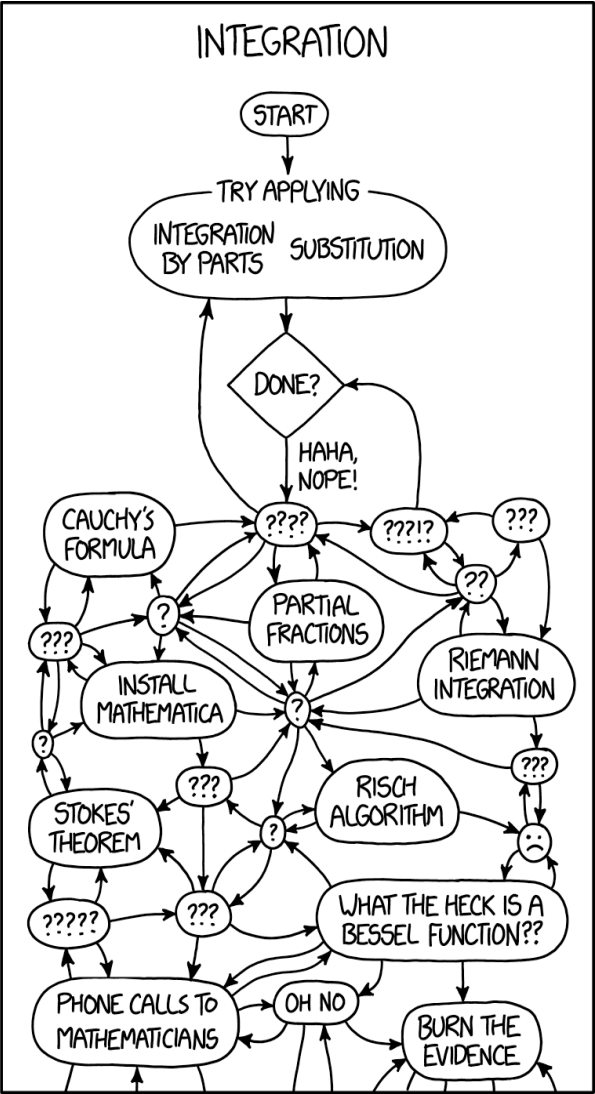 INTEGRATION
START
TRY APPLYING
INTEGRATION
BY PARTS
SUBSTITUTION
DONE?
HAHA,
NOPE!
CAUCHY'S
FORMULA
????
???!?
???
??
?
PARTIAL
FRACTIONS
???
RIEMANN
INTEGRATION
INSTALL
MATHEMATICA
?
?
???
???
RISCH
ALGORITHM
STOKES'
THEOREM
?
?????
???
WHAT THE HECK IS A
BESSEL FUNCTION??
PHONE CALLS TO
MATHEMATICIANS
OH NO
BURN THE
EVIDENCE